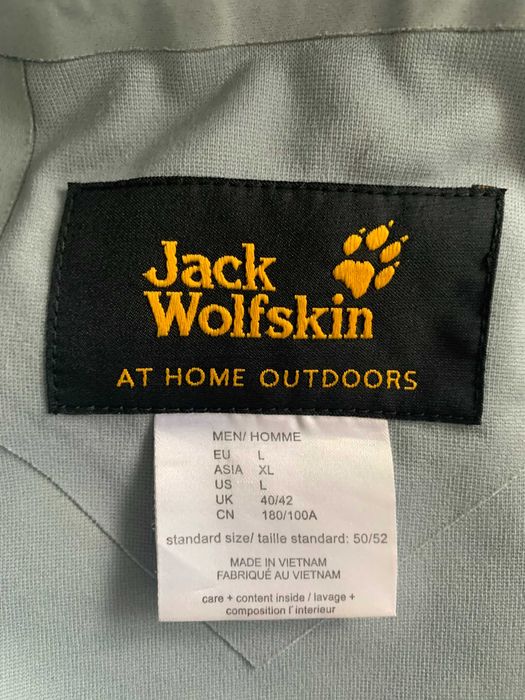 Jack
Wolfskin
AT HOME OUTDOORS
MEN/ HOMME
EU L
ASIA XL
US L
UK 40/42
CN 180/100A
standard size/ taille standard: 50/52
MADE IN VIETNAM
FABRIQUÉ AU VIETNAM
care + content inside / lavage +
composition l' interieur